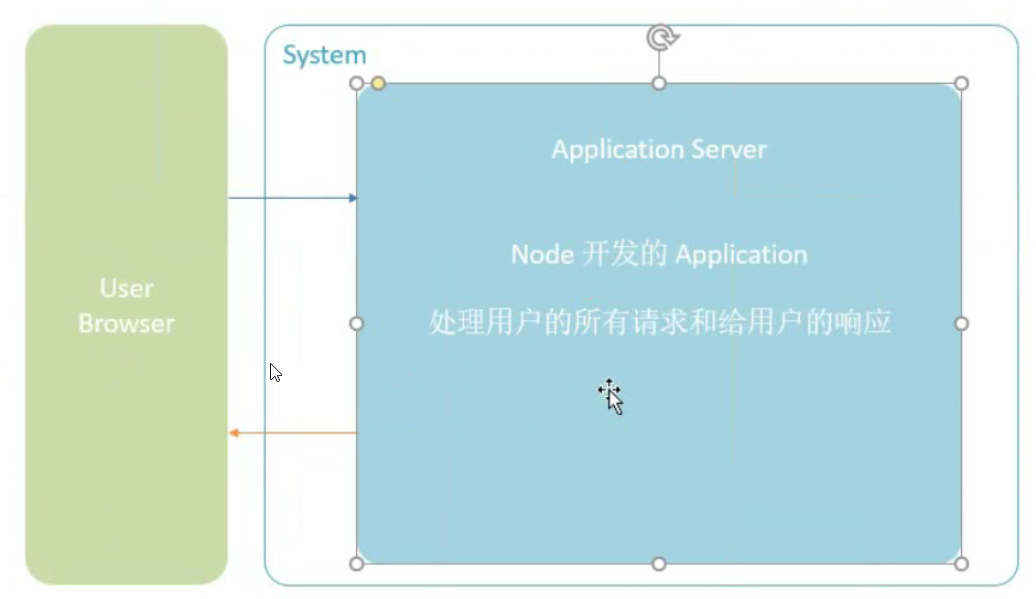 System
Application Server
Node 开发的 Application
处理用户的所有请求和给用户的响应
User
Browser